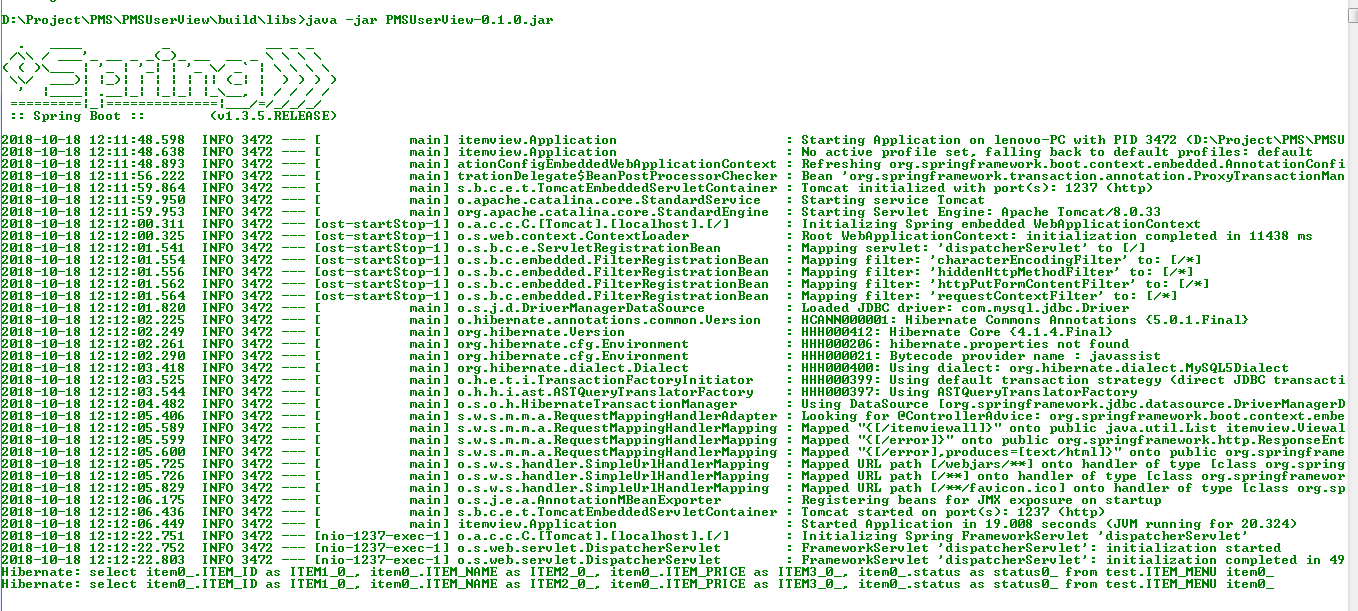 D:\Project\PMS\PMSUserView\build\libs>java -jar PMSUserView-0.1.0.jar
:: Spring Boot ::        (v1.3.5.RELEASE)
2018-10-18 12:11:48.598  INFO 3472 --- [           main] itemview.Application                     : Starting Application on lenovo-PC with PID 3472 (D:\Project\PMS\PMSU
2018-10-18 12:11:48.638  INFO 3472 --- [           main] itemview.Application                     : No active profile set, falling back to default profiles: default
2018-10-18 12:11:48.893  INFO 3472 --- [           main] ationConfigEmbeddedWebApplicationContext : Refreshing org.springframework.boot.context.embedded.AnnotationConfi
2018-10-18 12:11:56.222  INFO 3472 --- [           main] trationDelegate$BeanPostProcessorChecker : Bean 'org.springframework.transaction.annotation.ProxyTransactionMan
2018-10-18 12:11:59.864  INFO 3472 --- [           main] s.b.c.e.t.TomcatEmbeddedServletContainer : Tomcat initialized with port(s): 1237 (http)
2018-10-18 12:11:59.950  INFO 3472 --- [           main] o.apache.catalina.core.StandardService   : Starting service Tomcat
2018-10-18 12:11:59.953  INFO 3472 --- [           main] org.apache.catalina.core.StandardEngine  : Starting Servlet Engine: Apache Tomcat/8.0.33
2018-10-18 12:12:00.311  INFO 3472 --- [ost-startStop-1] o.a.c.c.C.[Tomcat].[localhost].[/]       : Initializing Spring embedded WebApplicationContext
2018-10-18 12:12:00.325  INFO 3472 --- [ost-startStop-1] o.s.web.context.ContextLoader            : Root WebApplicationContext: initialization completed in 11438 ms
2018-10-18 12:12:01.541  INFO 3472 --- [ost-startStop-1] o.s.b.c.e.ServletRegistrationBean        : Mapping servlet: 'dispatcherServlet' to [/]
2018-10-18 12:12:01.554  INFO 3472 --- [ost-startStop-1] o.s.b.c.embedded.FilterRegistrationBean  : Mapping filter: 'characterEncodingFilter' to: [/*]
2018-10-18 12:12:01.556  INFO 3472 --- [ost-startStop-1] o.s.b.c.embedded.FilterRegistrationBean  : Mapping filter: 'hiddenHttpMethodFilter' to: [/*]
2018-10-18 12:12:01.562  INFO 3472 --- [ost-startStop-1] o.s.b.c.embedded.FilterRegistrationBean  : Mapping filter: 'httpPutFormContentFilter' to: [/*]
2018-10-18 12:12:01.564  INFO 3472 --- [ost-startStop-1] o.s.b.c.embedded.FilterRegistrationBean  : Mapping filter: 'requestContextFilter' to: [/*]
2018-10-18 12:12:01.820  INFO 3472 --- [           main] o.s.j.d.DriverManagerDataSource          : Loaded JDBC driver: com.mysql.jdbc.Driver
2018-10-18 12:12:02.225  INFO 3472 --- [           main] o.hibernate.annotations.common.Version   : HCANN000001: Hibernate Common Annotations {5.0.1.Final}
2018-10-18 12:12:02.249  INFO 3472 --- [           main] org.hibernate.Version                    : HHH000412: Hibernate Core {4.1.4.Final}
2018-10-18 12:12:02.261  INFO 3472 --- [           main] org.hibernate.cfg.Environment            : HHH000206: hibernate.properties not found
2018-10-18 12:12:02.290  INFO 3472 --- [           main] org.hibernate.cfg.Environment            : HHH000021: Bytecode provider name : javassist
2018-10-18 12:12:03.418  INFO 3472 --- [           main] org.hibernate.dialect.Dialect            : HHH000400: Using dialect: org.hibernate.dialect.MySQL5Dialect
2018-10-18 12:12:03.525  INFO 3472 --- [           main] o.h.e.t.i.TransactionFactoryInitiator    : HHH000399: Using default transaction strategy (direct JDBC transacti
2018-10-18 12:12:03.544  INFO 3472 --- [           main] o.h.h.i.ast.ASTQueryTranslatorFactory    : HHH000397: Using ASTQueryTranslatorFactory
2018-10-18 12:12:04.482  INFO 3472 --- [           main] o.s.o.h.HibernateTransactionManager      : Using DataSource [org.springframework.jdbc.datasource.DriverManagerD
2018-10-18 12:12:05.406  INFO 3472 --- [           main] s.w.s.m.m.a.RequestMappingHandlerAdapter : Looking for @ControllerAdvice: org.springframework.boot.context.embe
2018-10-18 12:12:05.589  INFO 3472 --- [           main] s.w.s.m.m.a.RequestMappingHandlerMapping : Mapped "{[/itemviewall]}" onto public java.util.List itemview.Viewal
2018-10-18 12:12:05.599  INFO 3472 --- [           main] s.w.s.m.m.a.RequestMappingHandlerMapping : Mapped "{[/error]}" onto public org.springframework.http.ResponseEnt
2018-10-18 12:12:05.600  INFO 3472 --- [           main] s.w.s.m.m.a.RequestMappingHandlerMapping : Mapped "{[/error],produces=[text/html]}" onto public org.springframe
2018-10-18 12:12:05.725  INFO 3472 --- [           main] o.s.w.s.handler.SimpleUrlHandlerMapping  : Mapped URL path [/webjars/**] onto handler of type [class org.spring
2018-10-18 12:12:05.726  INFO 3472 --- [           main] o.s.w.s.handler.SimpleUrlHandlerMapping  : Mapped URL path [/**] onto handler of type [class org.springframewor
2018-10-18 12:12:05.829  INFO 3472 --- [           main] o.s.w.s.handler.SimpleUrlHandlerMapping  : Mapped URL path [/**/favicon.ico] onto handler of type [class org.sp
2018-10-18 12:12:06.175  INFO 3472 --- [           main] o.s.j.e.a.AnnotationMBeanExporter        : Registering beans for JMX exposure on startup
2018-10-18 12:12:06.436  INFO 3472 --- [           main] s.b.c.e.t.TomcatEmbeddedServletContainer : Tomcat started on port(s): 1237 (http)
2018-10-18 12:12:06.449  INFO 3472 --- [           main] itemview.Application                     : Started Application in 19.008 seconds (JVM running for 20.324)
2018-10-18 12:12:22.751  INFO 3472 --- [nio-1237-exec-1] o.a.c.c.C.[Tomcat].[localhost].[/]       : Initializing Spring FrameworkServlet 'dispatcherServlet'
2018-10-18 12:12:22.752  INFO 3472 --- [nio-1237-exec-1] o.s.web.servlet.DispatcherServlet        : FrameworkServlet 'dispatcherServlet': initialization started
2018-10-18 12:12:22.803  INFO 3472 --- [nio-1237-exec-1] o.s.web.servlet.DispatcherServlet        : FrameworkServlet 'dispatcherServlet': initialization completed in 49
Hibernate: select item0_.ITEM_ID as ITEM1_0_, item0_.ITEM_NAME as ITEM2_0_, item0_.ITEM_PRICE as ITEM3_0_, item0_.status as status0_ from test.ITEM_MENU item0_
Hibernate: select item0_.ITEM_ID as ITEM1_0_, item0_.ITEM_NAME as ITEM2_0_, item0_.ITEM_PRICE as ITEM3_0_, item0_.status as status0_ from test.ITEM_MENU item0_